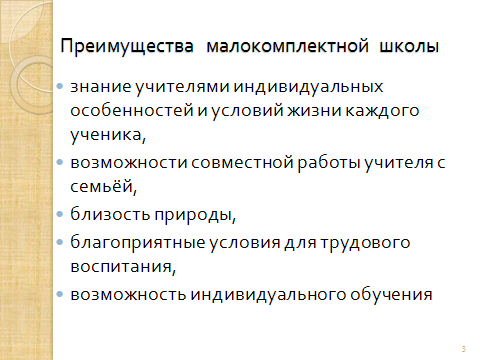 Преимущества малокомплектной школы
знание учителями индивидуальных
особенностей и условий жизни каждого
ученика,
возможности совместной работы учителя с
семьёй,
близость природы,
благоприятные условия для трудового
воспитания,
возможность индивидуального обучения
3